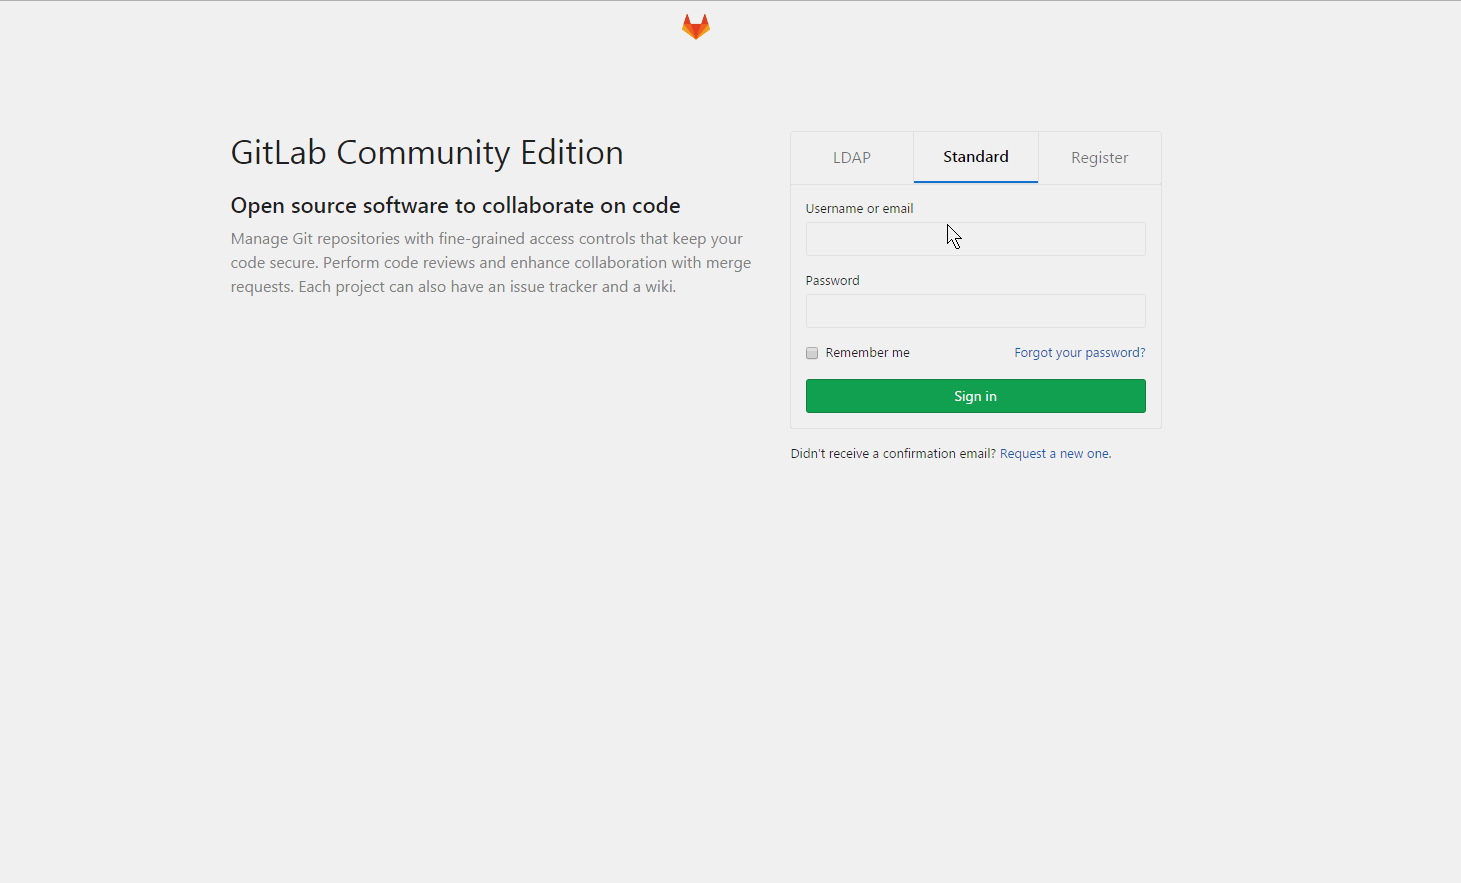 GitLab Community Edition
Open source software to collaborate on code
Manage Git repositories with fine-grained access controls that keep your
code secure. Perform code reviews and enhance collaboration with merge
requests. Each project can also have an issue tracker and a wiki.
LDAP
Standard
Register
Username or email
Password
Remember me
Forgot your password?
Sign in
Didn't receive a confirmation email? Request a new one.